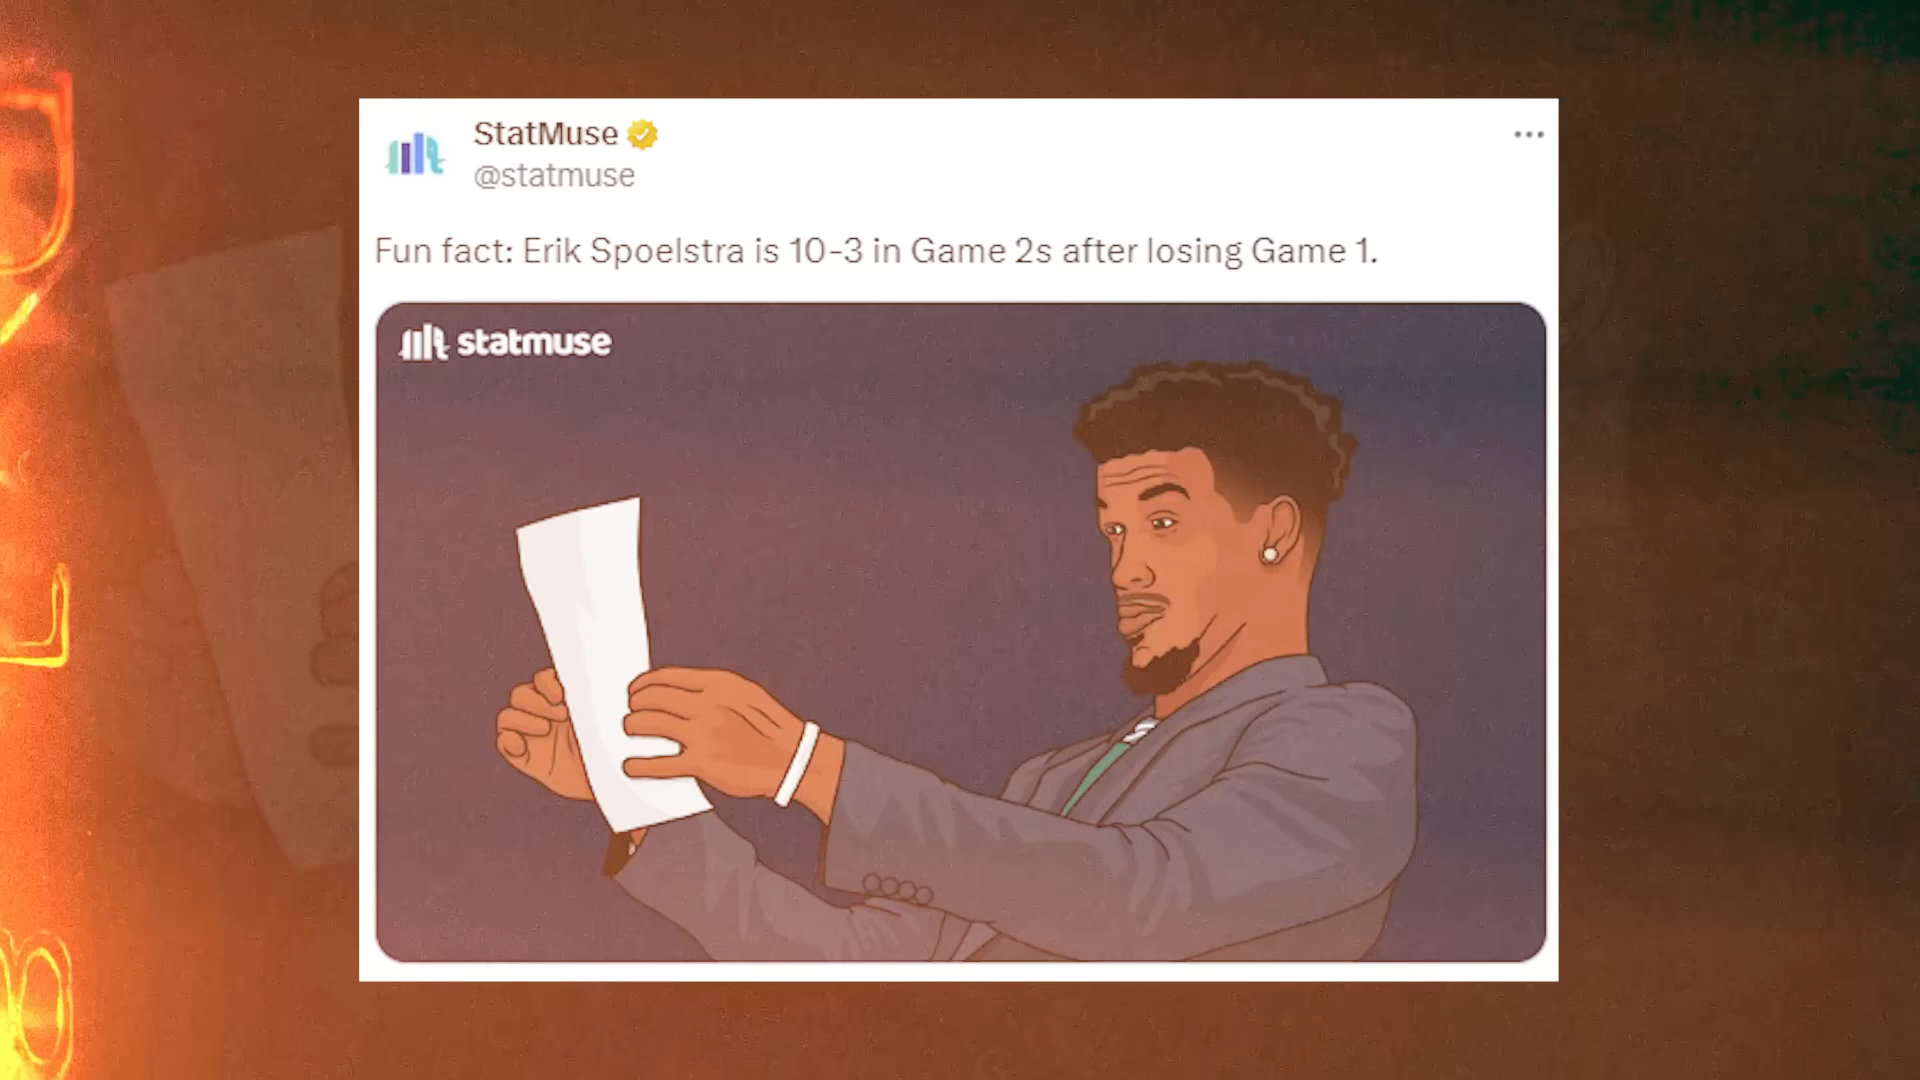 StatMuse
@statmuse
Fun fact: Erik Spoelstra is 10-3 in Game 2s after losing Game 1.
statmuse